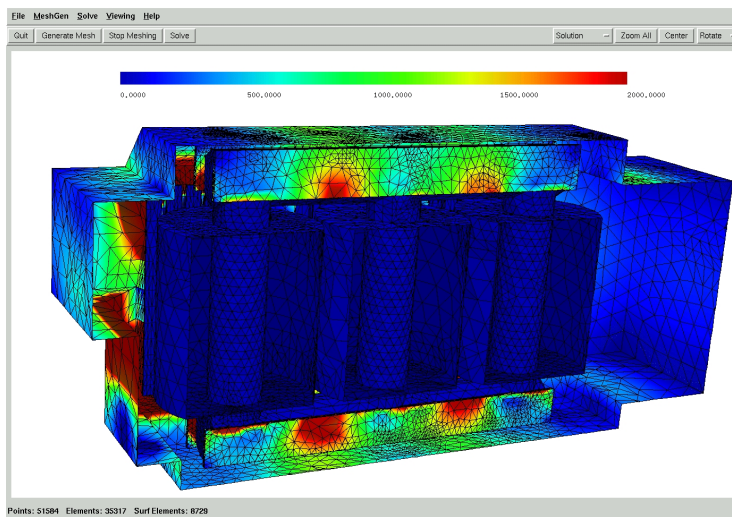 File MeshGen Solve Viewing Help
Quit Generate Mesh Stop Meshing Solve Solution Zoom All Center Rotate
0,0000 500,0000 1000,0000 1500,0000 2000,0000
Points: 51584 Elements: 35317 Surf Elements: 8729